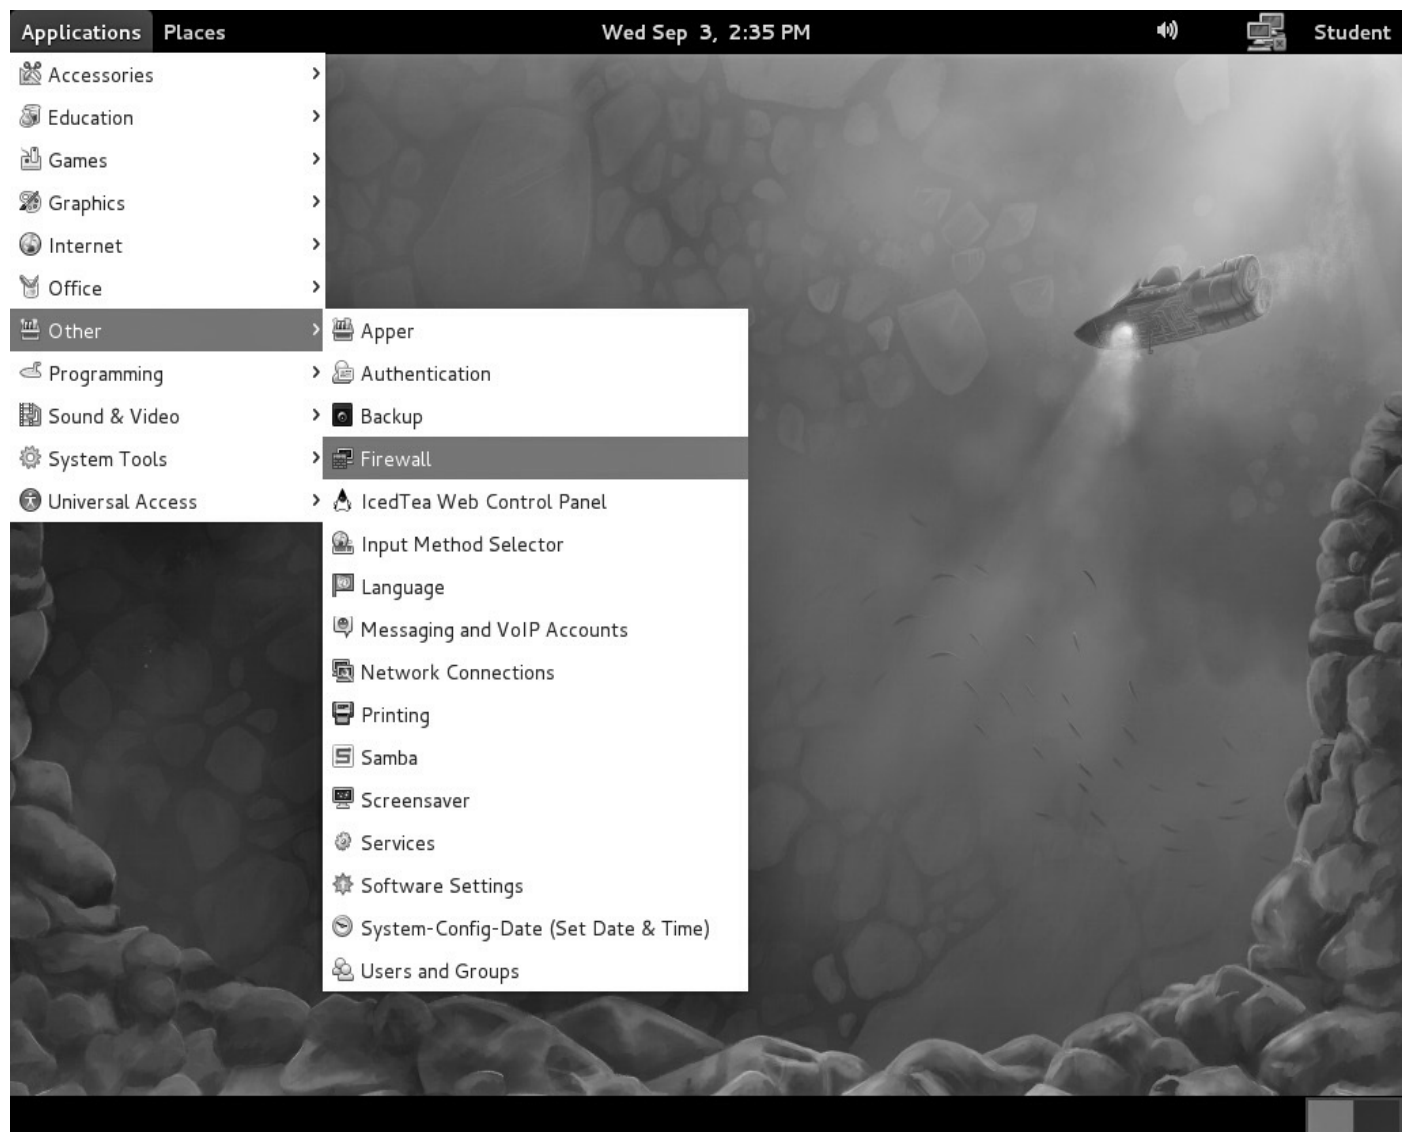 Applications Places Wed Sep 3, 2:35 PM Student
Accessories
Education
Games
Graphics
Internet
Office
Other
Apper
Programming
Authentication
Sound & Video
Backup
System Tools
Firewall
Universal Access
IcedTea Web Control Panel
Input Method Selector
Language
Messaging and VoIP Accounts
Network Connections
Printing
Samba
Screensaver
Services
Software Settings
System-Config-Date (Set Date & Time)
Users and Groups